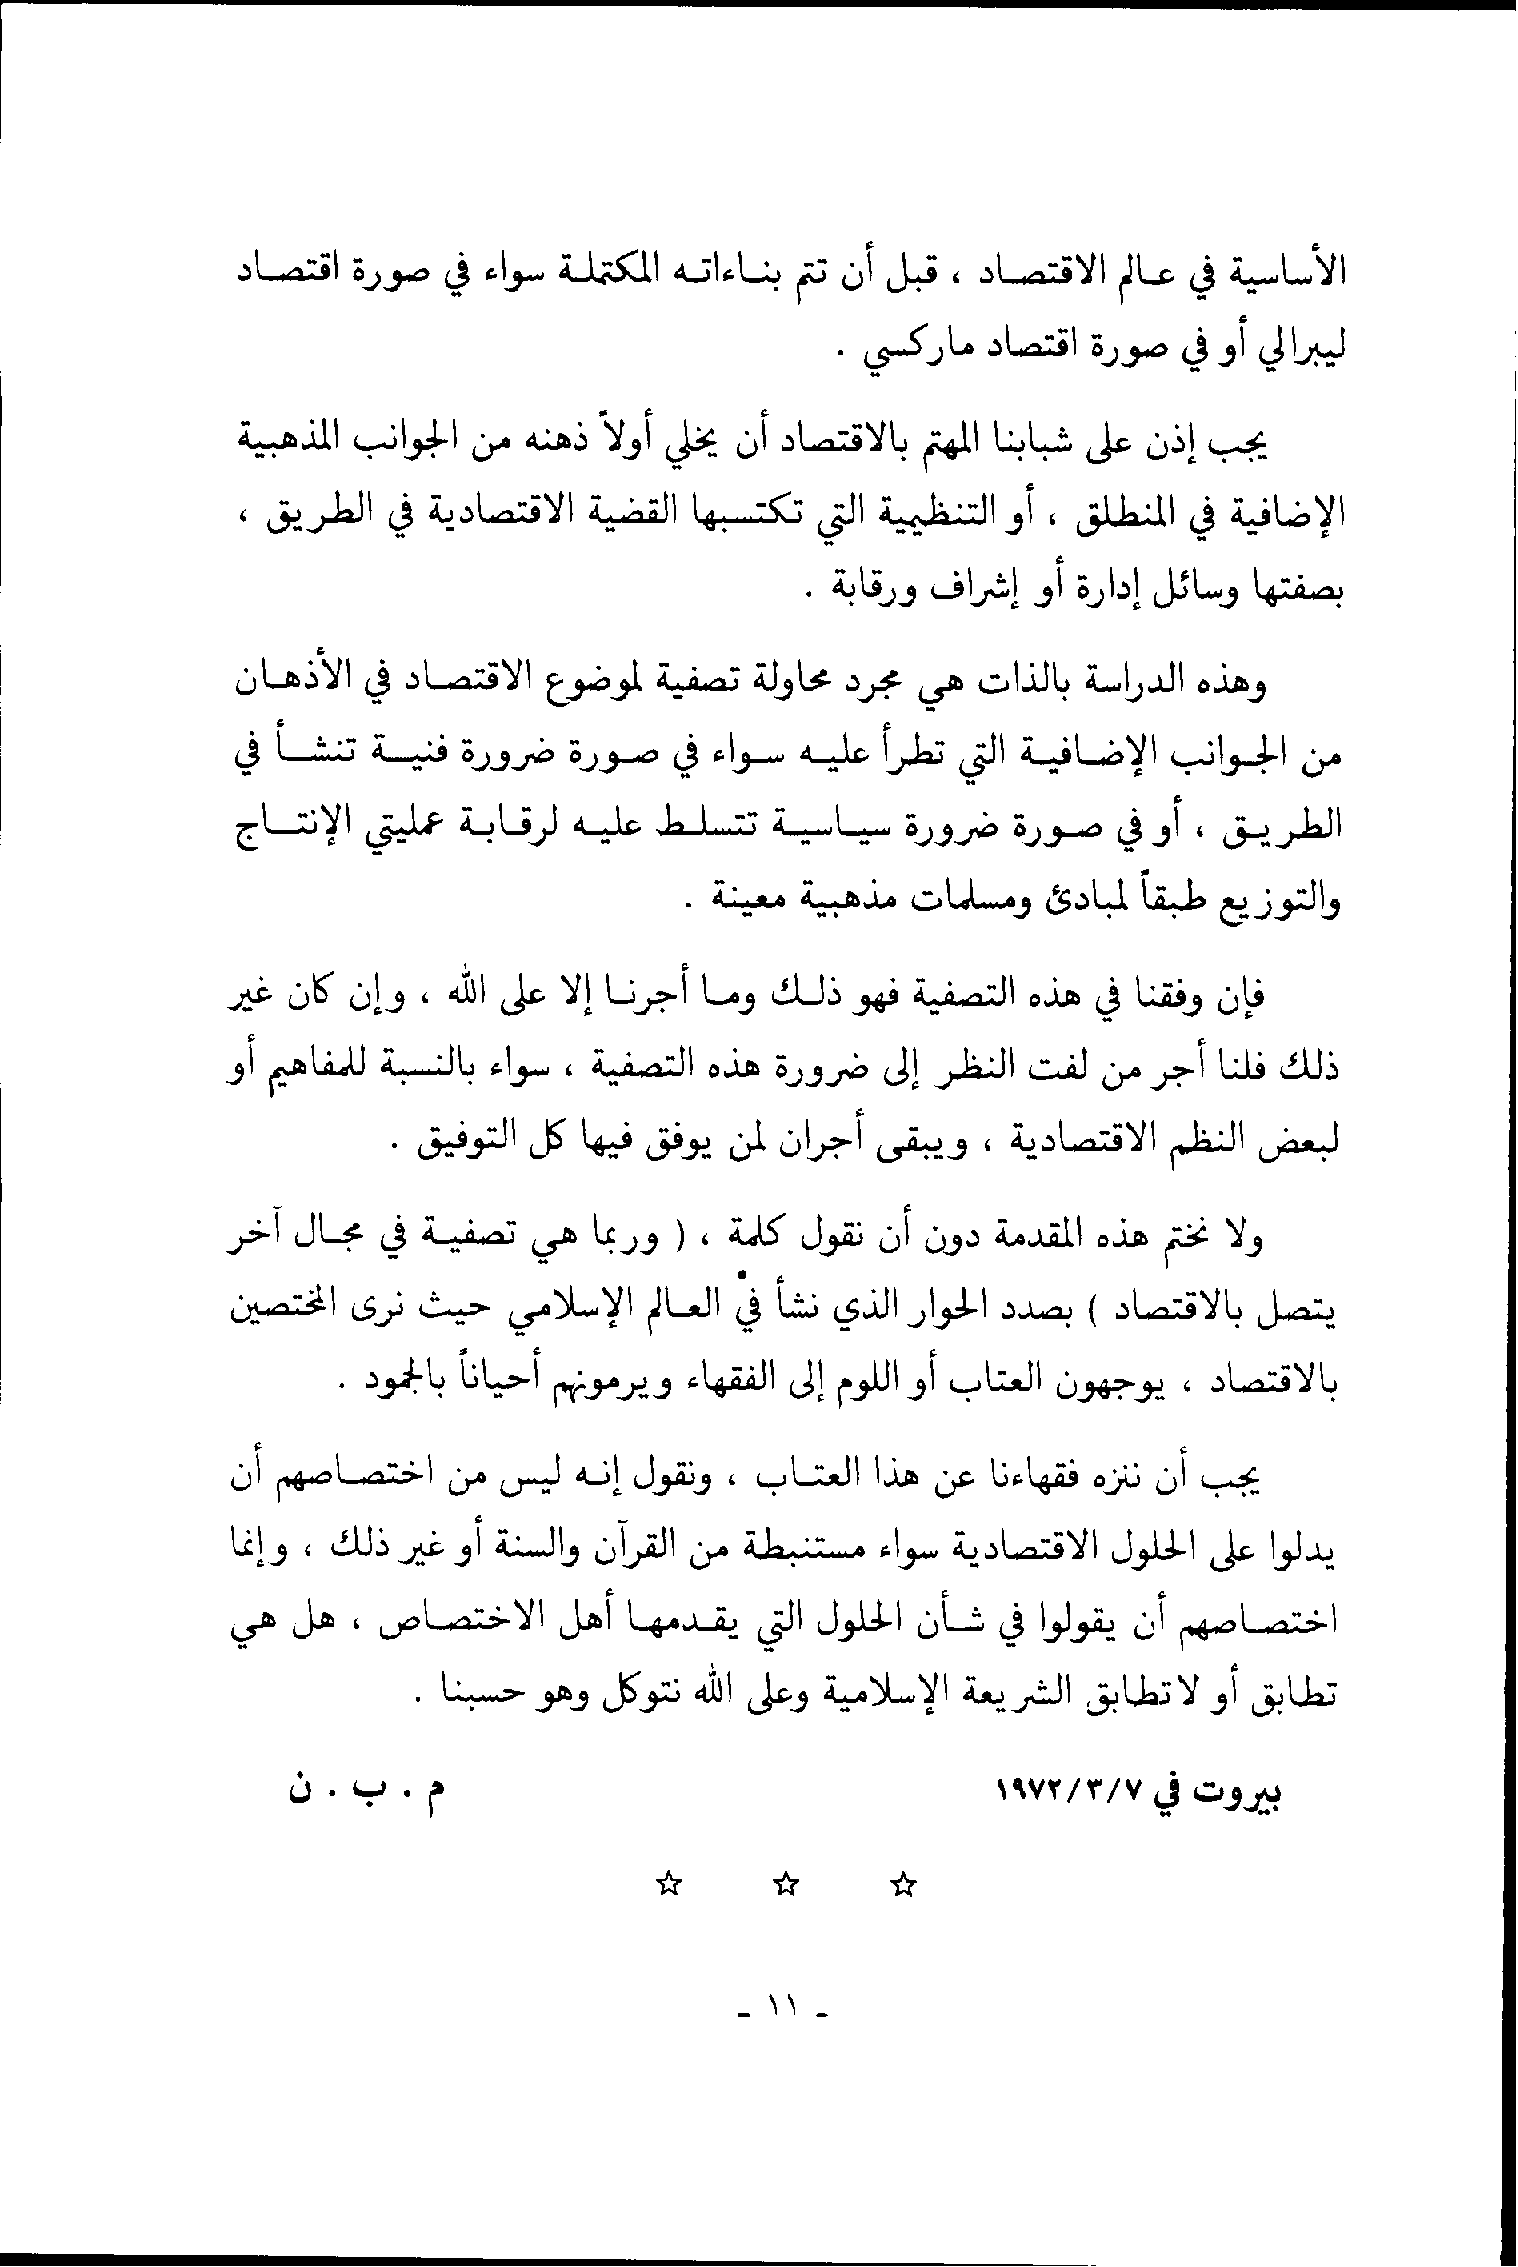 الأساسية في عالم الاقتصاد ، قبل أن تتم بناءاته المكتملة سواء في صورة اقتصاد
ليبرالي أو في صورة اقتصاد ماركسي .
يجب إذن على شبابنا المهتم بالاقتصاد أن يخلي أولاً ذهنه من الجوانب المذهبية
الإضافية في المنطلق ، أو التنظيمية التي تكتسبها القضية الاقتصادية في الطريق ،
بصفتها وسائل إدارة أو إشراف ورقابة .
وهذه الدراسة بالذات هي مجرد محاولة تصفية لموضوع الاقتصاد في الأذهان
من الجوانب الإضافية التي تطرأ عليه سواء في صورة ضرورة فنية تنشأ في
الطريق ، أو في صورة ضرورة سياسية تتسلط عليه لرقابة عمليتي الإنتاج
والتوزيع طبقاً لمبادئ ومسلمات مذهبية معينة .
فإن وفقنا في هذه التصفية فهو ذلك وما أجرنا إلا على الله ، وإن كان غير
ذلك فلنا أجر من لفت النظر إلى ضرورة هذه التصفية ، سواء بالنسبة للمفاهيم أو
لبعض النظم الاقتصادية ، ويبقى أجران لمن يوفق فيها كل التوفيق .
ولا نختم هذه المقدمة دون أن نقول كلمة ، ( وربما هي تصفية في مجال آخر
يتصل بالاقتصاد ) بصدد الحوار الذي نشأ في العالم الإسلامي حيث نرى المختصين
بالاقتصاد ، يوجهون العتاب أو اللوم إلى الفقهاء ويرمونهم أحياناً بالجمود .
يجب أن ننزه فقهاءنا عن هذا العتاب ، ونقول إنه ليس من اختصاصهم أن
يدلوا على الحلول الاقتصادية سواء مستنبطة من القرآن والسنة أو غير ذلك ، وإنما
اختصاصهم أن يقولوا في شأن الحلول التي يقدمها أهل الاختصاص ، هل هي
تطابق أو لا تطابق الشريعة الإسلامية وعلى الله نتوكل وهو حسبنا .
بيروت في ١٩٧٢/٣/٧ م . ب . ن
☆ ☆ ☆
- ١١ -